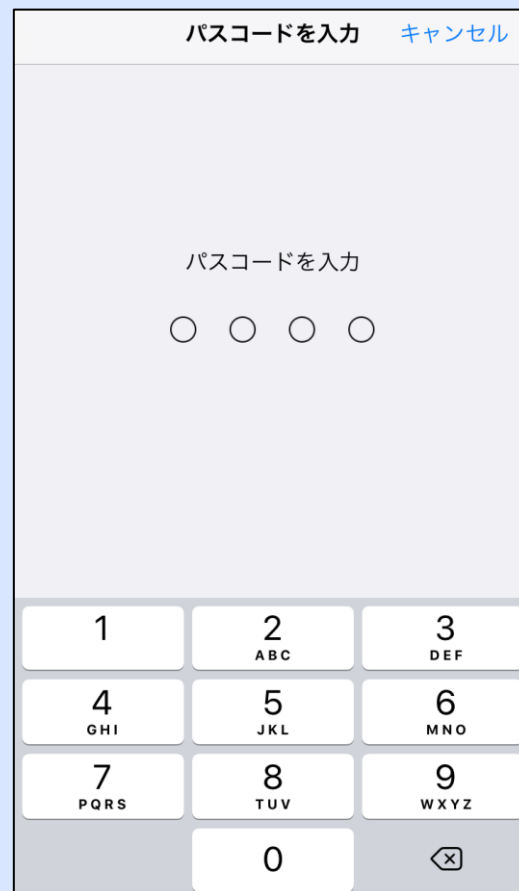 パスコードを入力 キャンセル
パスコードを入力
1 2 3
ABC DEF
4 5 6
GHI JKL MNO
7 8 9
PQRS TUV WXYZ
0